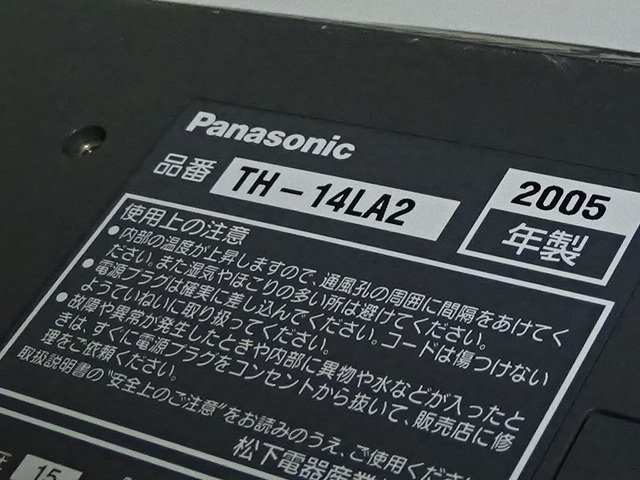 Panasonic
品番 TH-14LA2
2005
年製
使用上の注意
●内部の温度が上昇しますので、通風孔の周囲に間隔をあけてく
ださい。また湿気やほこりの多い所は避けてください。
●電源プラグは確実に差し込んでください。コードは傷つけない
ようていねいに取り扱ってください。
●故障や異常が発生したときや内部に異物や水などが入ったと
きは、すぐに電源プラグをコンセントから抜いて、販売店に修
理をご依頼ください。
取扱説明書の“安全上のご注意”をお読みのうえ、ご使用ください
松下電器産業
15